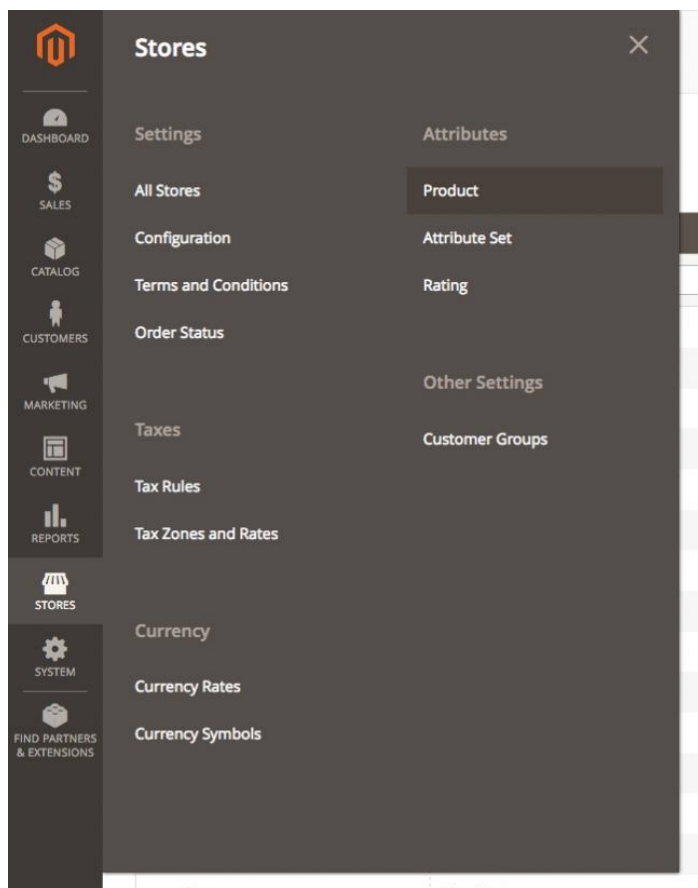 Stores
DASHBOARD
SALES
CATALOG
CUSTOMERS
MARKETING
CONTENT
REPORTS
STORES
SYSTEM
FIND PARTNERS
& EXTENSIONS
Settings
All Stores
Configuration
Terms and Conditions
Order Status
Taxes
Tax Rules
Tax Zones and Rates
Currency
Currency Rates
Currency Symbols
Attributes
Product
Attribute Set
Rating
Other Settings
Customer Groups